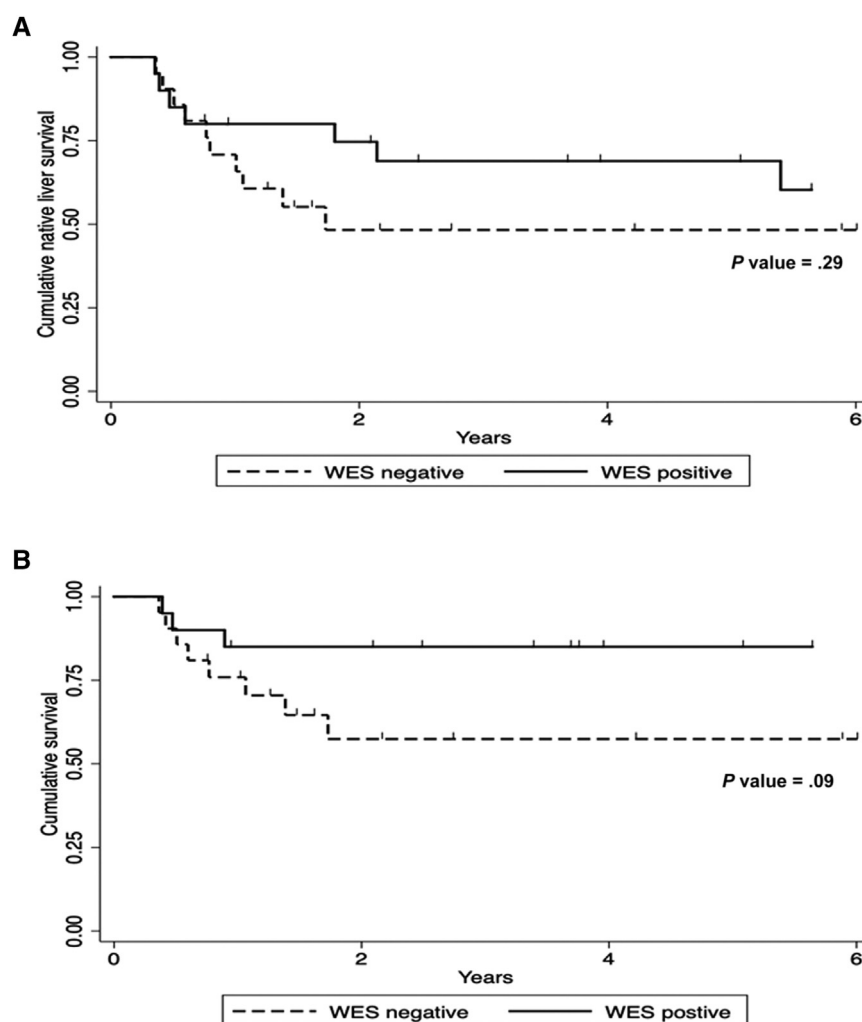 A
Cumulative native liver survival
1.00
0.75
0.50
0.25
0.00
P value = .29
0 2 4 6
Years
WES negative WES positive
B
Cumulative survival
1.00
0.75
0.50
0.25
0.00
P value = .09
0 2 4 6
Years
WES negative WES postive